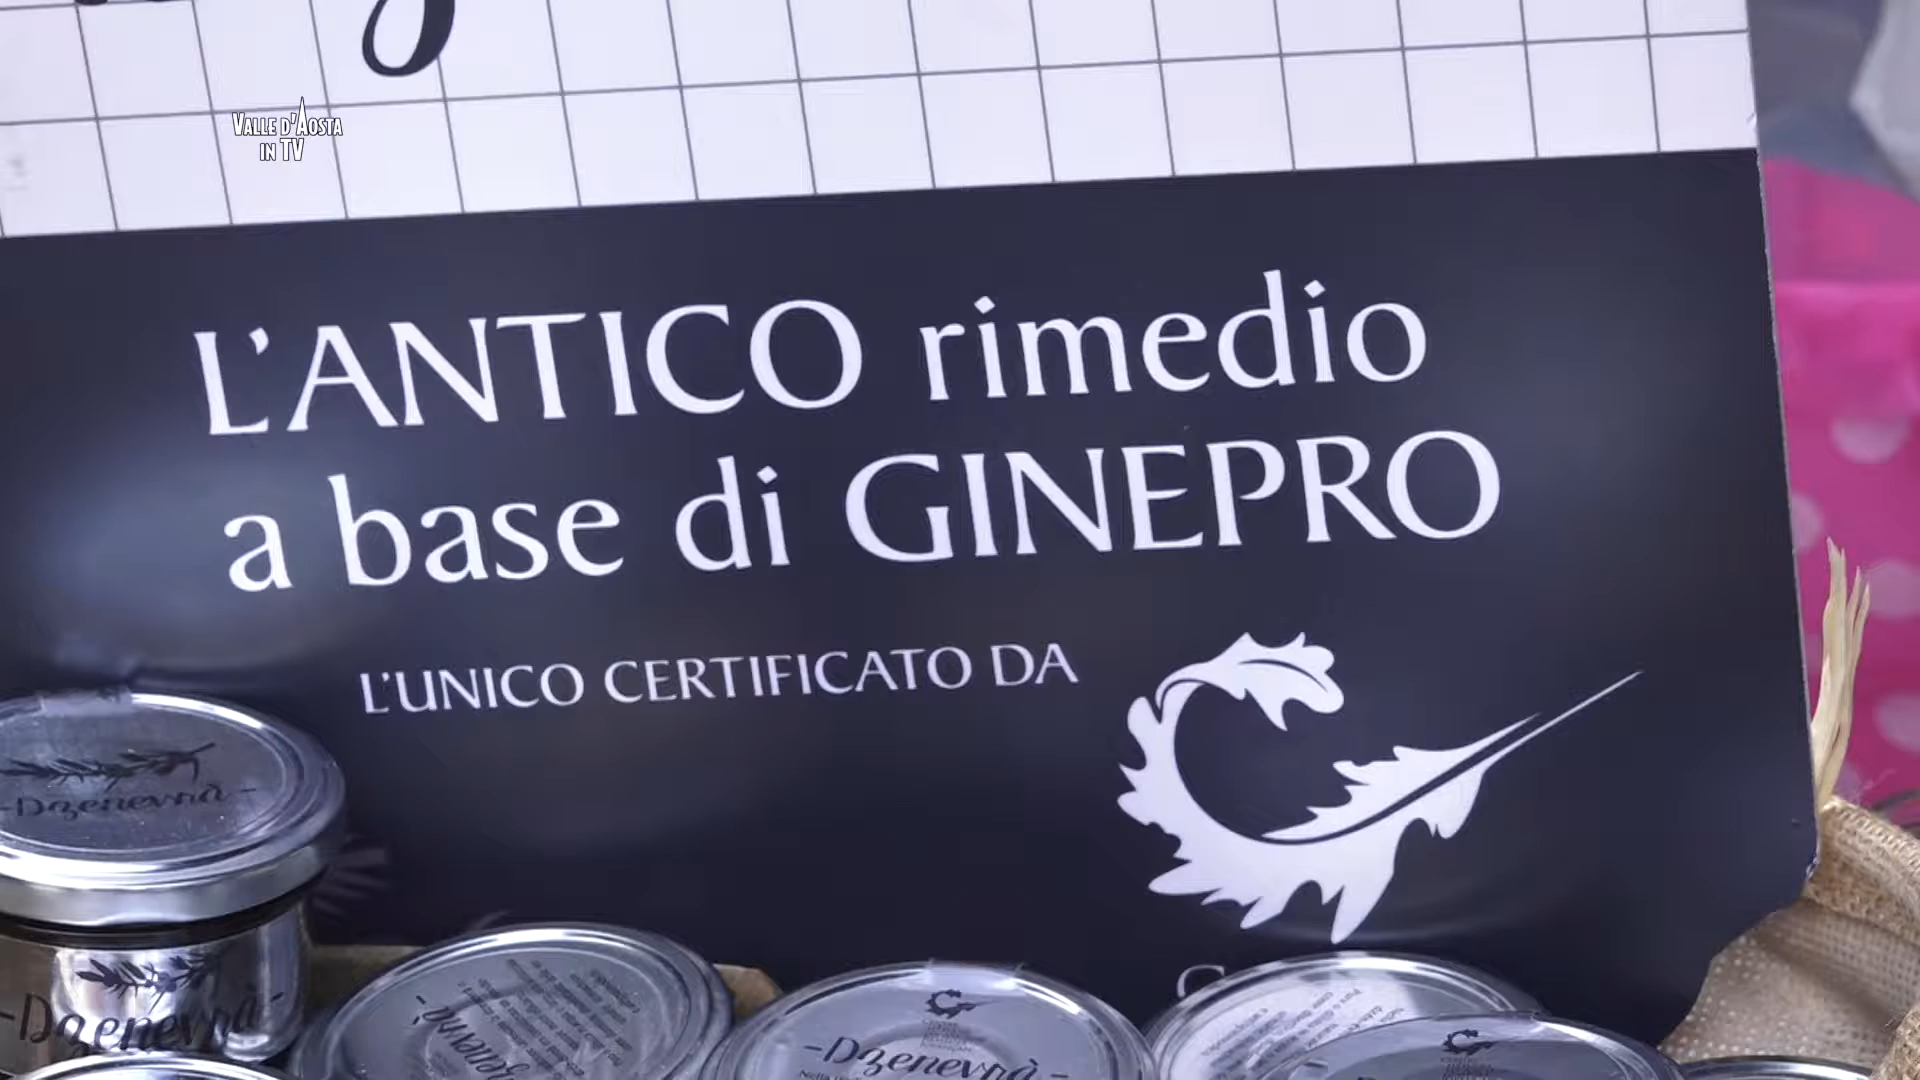 VALLE D'AOSTA
IN TV
L'ANTICO rimedio
a base di GINEPRO
L'UNICO CERTIFICATO DA
-Dzenevrà-
-Dzenevrà-
-Dzenevrà-
-Dzenevrà-